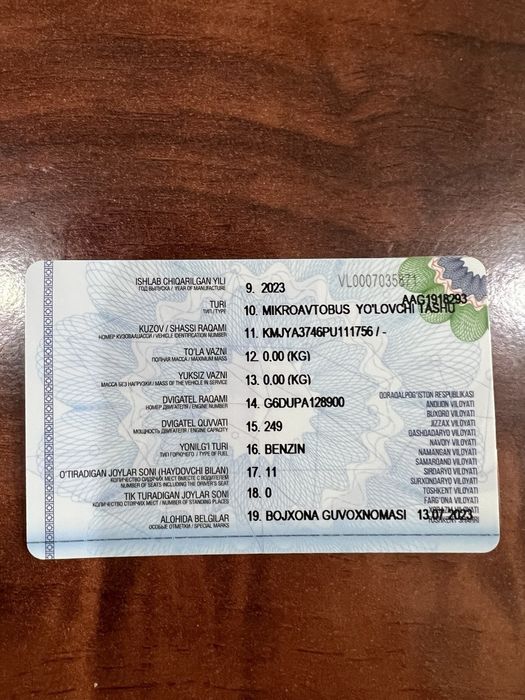 VL0007035871
AAG1918293
ISHLAB CHIQARILGAN YILI
ГОД ВЫПУСКА / YEAR OF MANUFACTURE
9. 2023
TURI
ТИП / TYPE
10. MIKROAVTOBUS YO'LOVCHI TASHU
KUZOV / SHASSI RAQAMI
НОМЕР КУЗОВА/ШАССИ / VEHICLE IDENTIFICATION NUMBER
11. KMJYA3746PU111756 / -
TO'LA VAZNI
ПОЛНАЯ МАССА / MAXIMUM MASS
12. 0.00 (KG)
YUKSIZ VAZNI
МАССА БЕЗ НАГРУЗКИ / MASS OF THE VEHICLE IN SERVICE
13. 0.00 (KG)
DVIGATEL RAQAMI
НОМЕР ДВИГАТЕЛЯ / ENGINE NUMBER
14. G6DUPA128900
DVIGATEL QUVVATI
МОЩНОСТЬ ДВИГАТЕЛЯ / ENGINE CAPACITY
15. 249
YONILG'I TURI
ТИП ГОРЮЧЕГО / TYPE OF FUEL
16. BENZIN
O'TIRADIGAN JOYLAR SONI (HAYDOVCHI BILAN)
КОЛИЧЕСТВО СИДЯЧИХ МЕСТ ВМЕСТЕ С ВОДИТЕЛЕМ
NUMBER OF SEATS INCLUDING THE DRIVER'S SEAT
17. 11
TIK TURADIGAN JOYLAR SONI
КОЛИЧЕСТВО СТОЯЧИХ МЕСТ / NUMBER OF STANDING PLACES
18. 0
ALOHIDA BELGILAR
ОСОБЫЕ ОТМЕТКИ / SPECIAL MARKS
19. BOJXONA GUVOXNOMASI 13.07.2023
QORAQALPOG'ISTON RESPUBLIKASI
ANDIJON VILOYATI
BUXORO VILOYATI
JIZZAX VILOYATI
QASHQADARYO VILOYATI
NAVOIY VILOYATI
NAMANGAN VILOYATI
SAMARQAND VILOYATI
SIRDARYO VILOYATI
SURXONDARYO VILOYATI
TOSHKENT VILOYATI
FARG'ONA VILOYATI
XORAZM VILOYATI
TOSHKENT SHAHRI